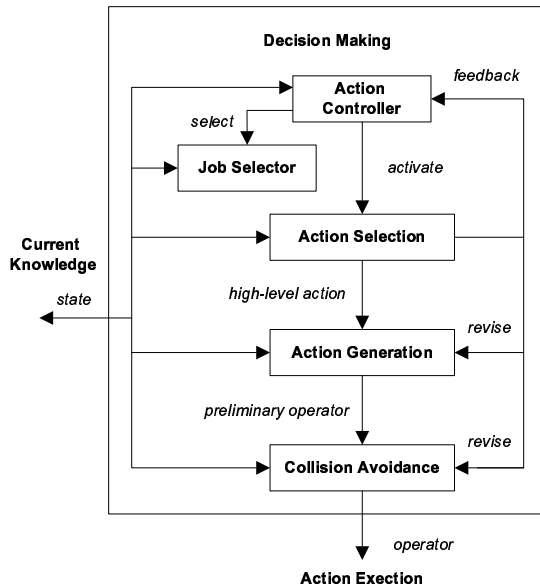 Decision Making
feedback
Action
Controller
select
Job Selector
activate
Action Selection
Current
Knowledge
state
high-level action
Action Generation
revise
preliminary operator
revise
Collision Avoidance
operator
Action Exection